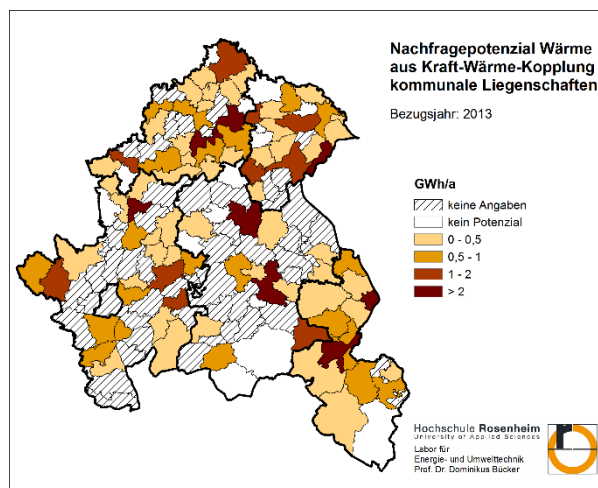 Nachfragepotenzial Wärme
aus Kraft-Wärme-Kopplung
kommunale Liegenschaften
Bezugsjahr: 2013
GWh/a
keine Angaben
kein Potenzial
0 - 0,5
0,5 - 1
1 - 2
> 2
Hochschule Rosenheim
University of Applied Sciences
Labor für
Energie- und Umwelttechnik
Prof. Dr. Dominikus Bücker